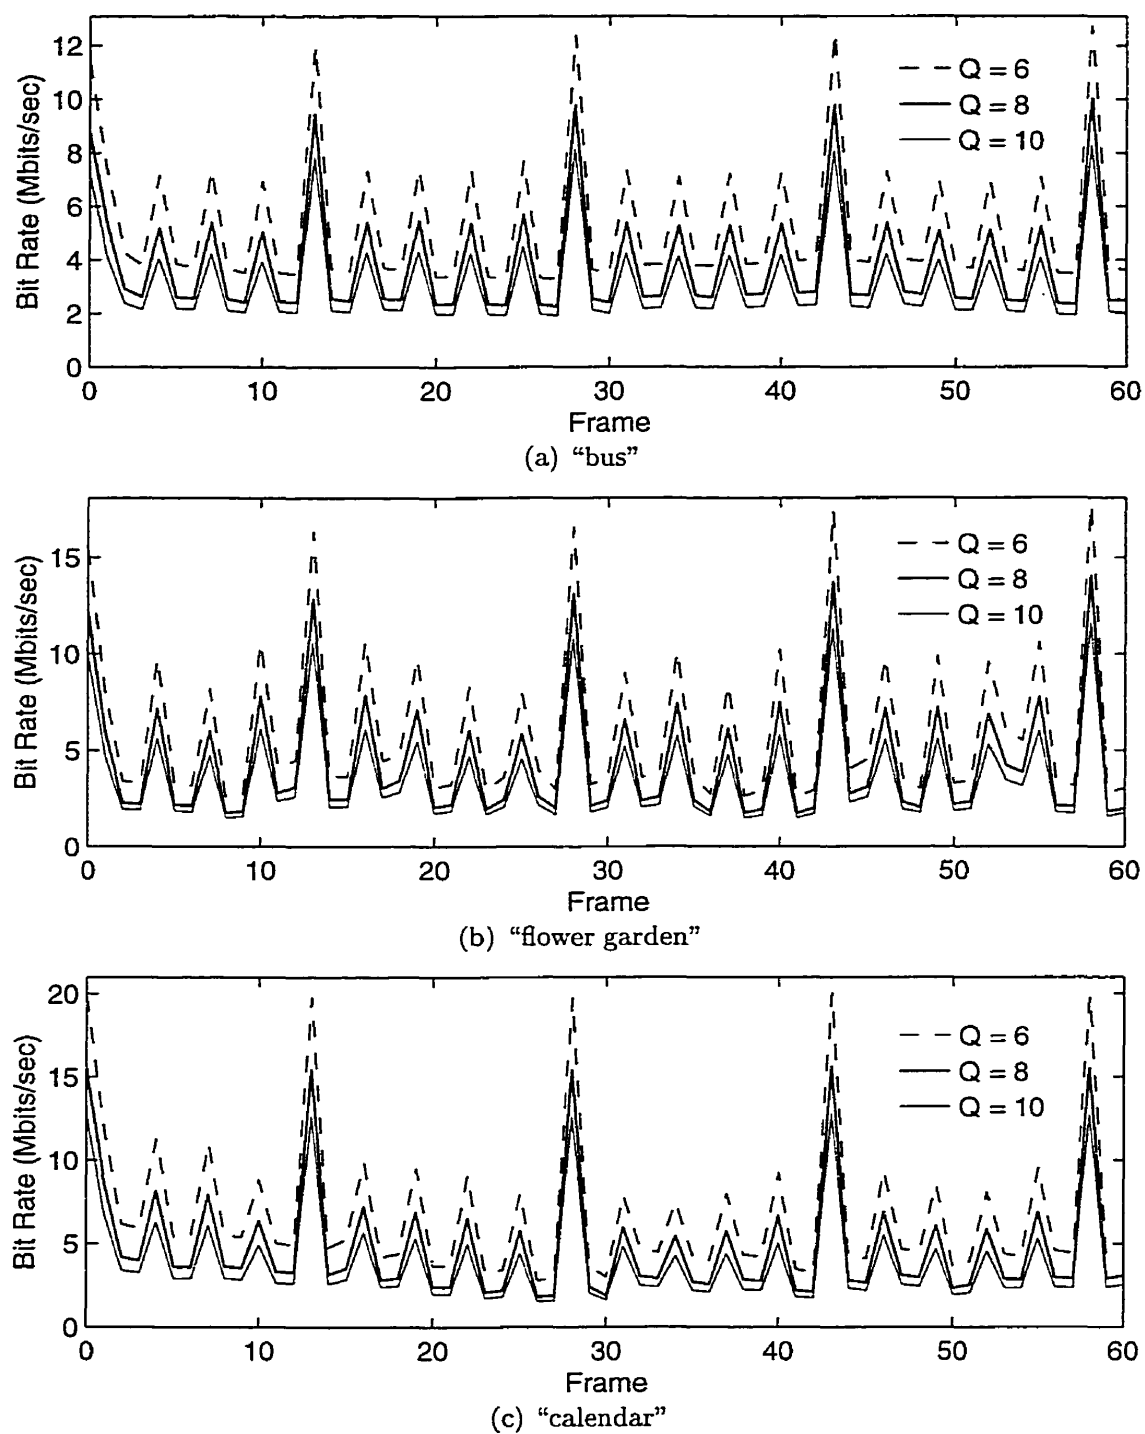 12
10
8
6
4
2
0
Bit Rate (Mbits/sec)
Q = 6
Q = 8
Q = 10
0 10 20 30 40 50 60
Frame
(a) “bus”
15
10
5
0
Bit Rate (Mbits/sec)
Q = 6
Q = 8
Q = 10
0 10 20 30 40 50 60
Frame
(b) “flower garden”
20
15
10
5
0
Bit Rate (Mbits/sec)
Q = 6
Q = 8
Q = 10
0 10 20 30 40 50 60
Frame
(c) “calendar”